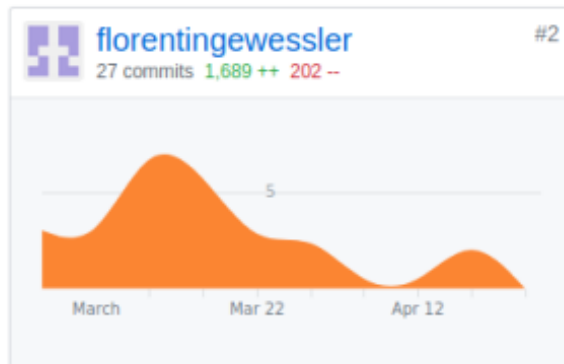 florentingewessler #2
27 commits 1,689 ++ 202 --
5
March Mar 22 Apr 12